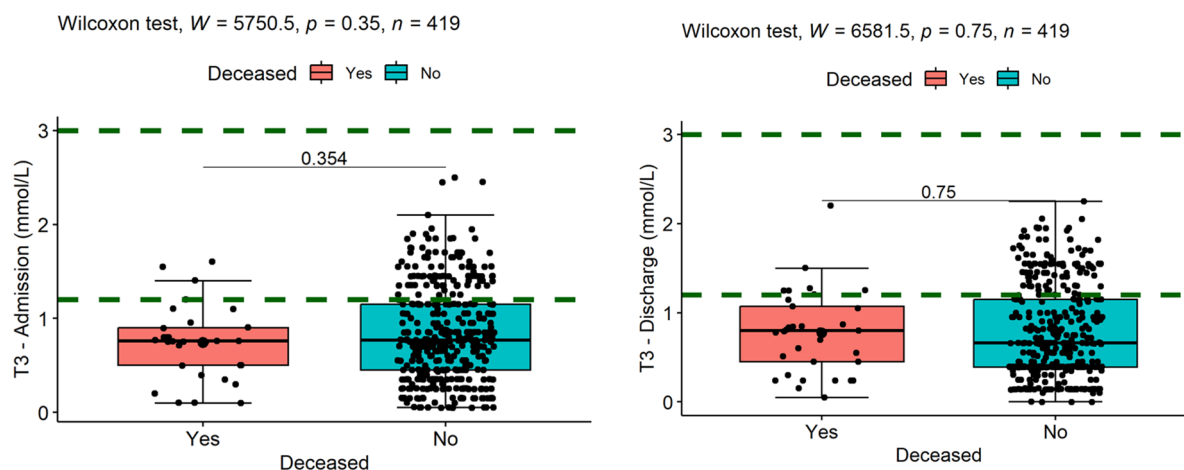 Wilcoxon test, W = 5750.5, p = 0.35, n = 419
Deceased Yes No
T3 - Admission (mmol/L)
3
2
1
0
0.354
Yes No
Deceased
Wilcoxon test, W = 6581.5, p = 0.75, n = 419
Deceased Yes No
T3 - Discharge (mmol/L)
3
2
1
0
0.75
Yes No
Deceased